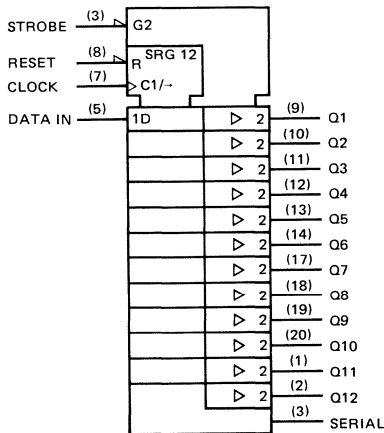 STROBE (3) G2
SRG 12
RESET (8) R
CLOCK (7) C1/→
DATA IN (5) 1D ▷ 2 (9) Q1
▷ 2 (10) Q2
▷ 2 (11) Q3
▷ 2 (12) Q4
▷ 2 (13) Q5
▷ 2 (14) Q6
▷ 2 (17) Q7
▷ 2 (18) Q8
▷ 2 (19) Q9
▷ 2 (20) Q10
▷ 2 (1) Q11
▷ 2 (2) Q12
(3) SERIAL